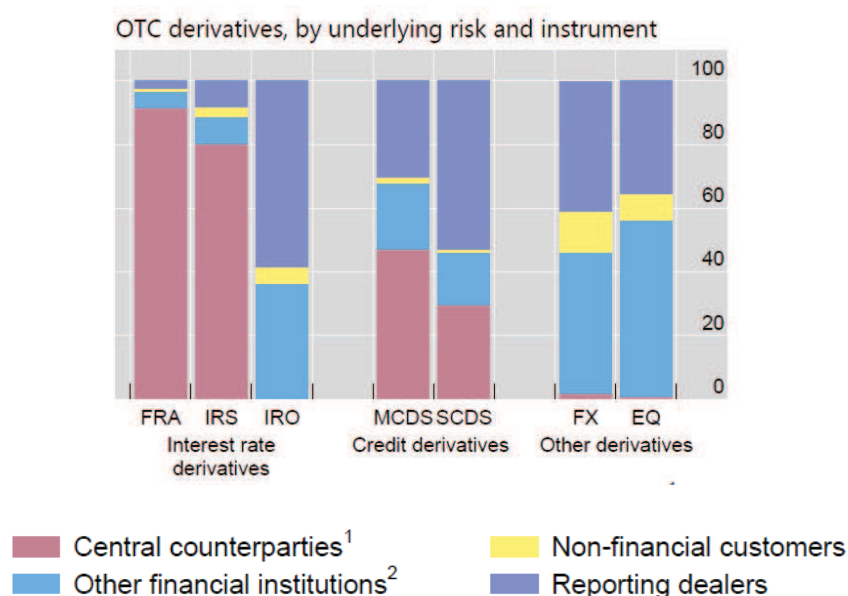 OTC derivatives, by underlying risk and instrument
100
80
60
40
20
0
FRA IRS IRO MCDS SCDS FX EQ
Interest rate derivatives
Credit derivatives
Other derivatives
Central counterparties¹
Other financial institutions²
Non-financial customers
Reporting dealers